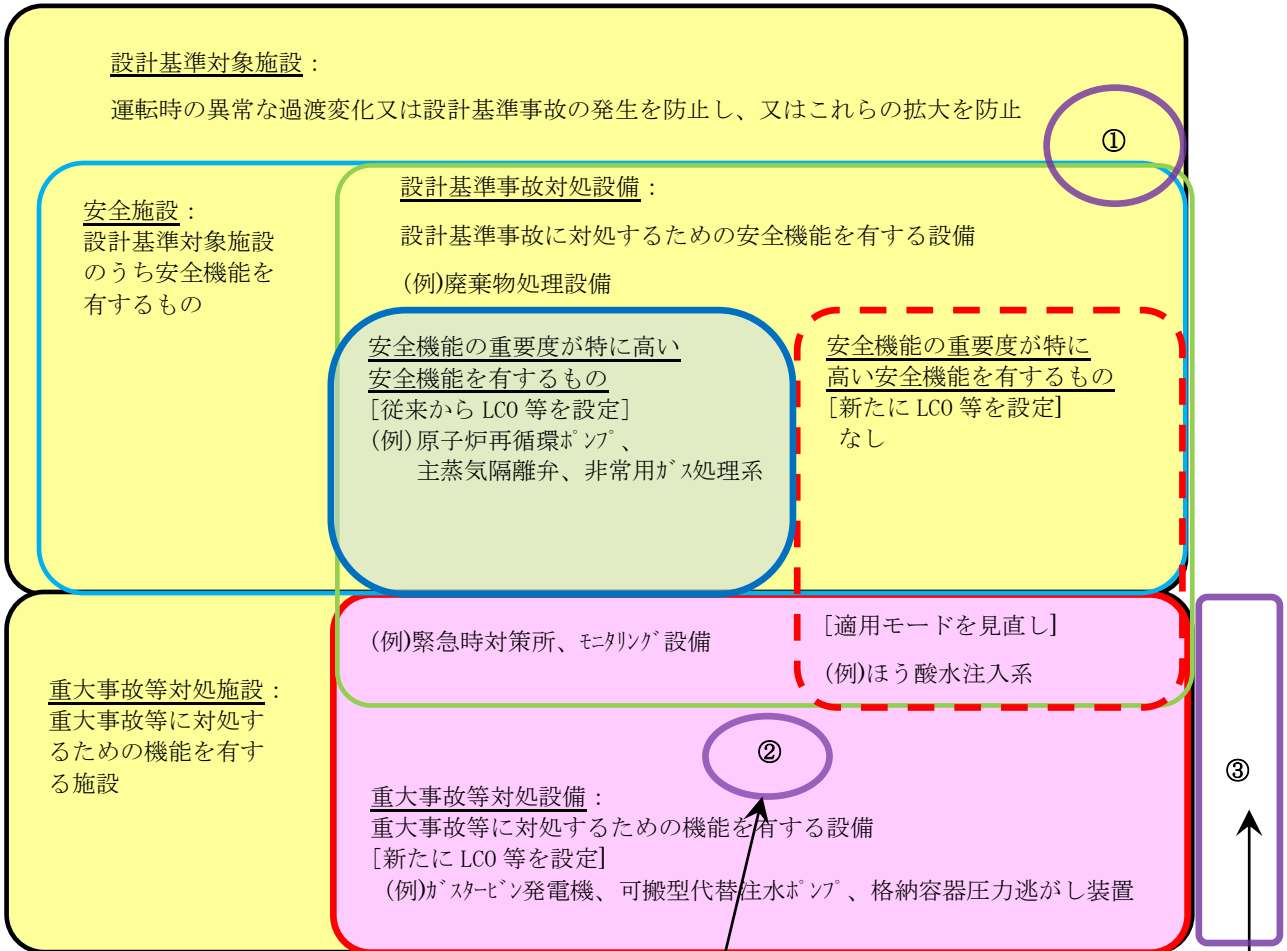 設計基準対象施設：
運転時の異常な過渡変化又は設計基準事故の発生を防止し、又はこれらの拡大を防止
①
安全施設：
設計基準対象施設
のうち安全機能を
有するもの
設計基準事故対処設備：
設計基準事故に対処するための安全機能を有する設備
(例)廃棄物処理設備
安全機能の重要度が特に高い
安全機能を有するもの
[従来から LCO 等を設定]
(例)原子炉再循環ﾎﾟﾝﾌﾟ、
主蒸気隔離弁、非常用ｶﾞｽ処理系
安全機能の重要度が特に
高い安全機能を有するもの
[新たに LCO 等を設定]
なし
(例)緊急時対策所、ﾓﾆﾀﾘﾝｸﾞ設備
[適用モードを見直し]
(例)ほう酸水注入系
重大事故等対処施設：
重大事故等に対処す
るための機能を有す
る施設
②
重大事故等対処設備：
重大事故等に対処するための機能を有する設備
[新たに LCO 等を設定]
(例)ｶﾞｽﾀｰﾋﾞﾝ発電機、可搬型代替注水ﾎﾟﾝﾌﾟ、格納容器圧力逃がし装置
③